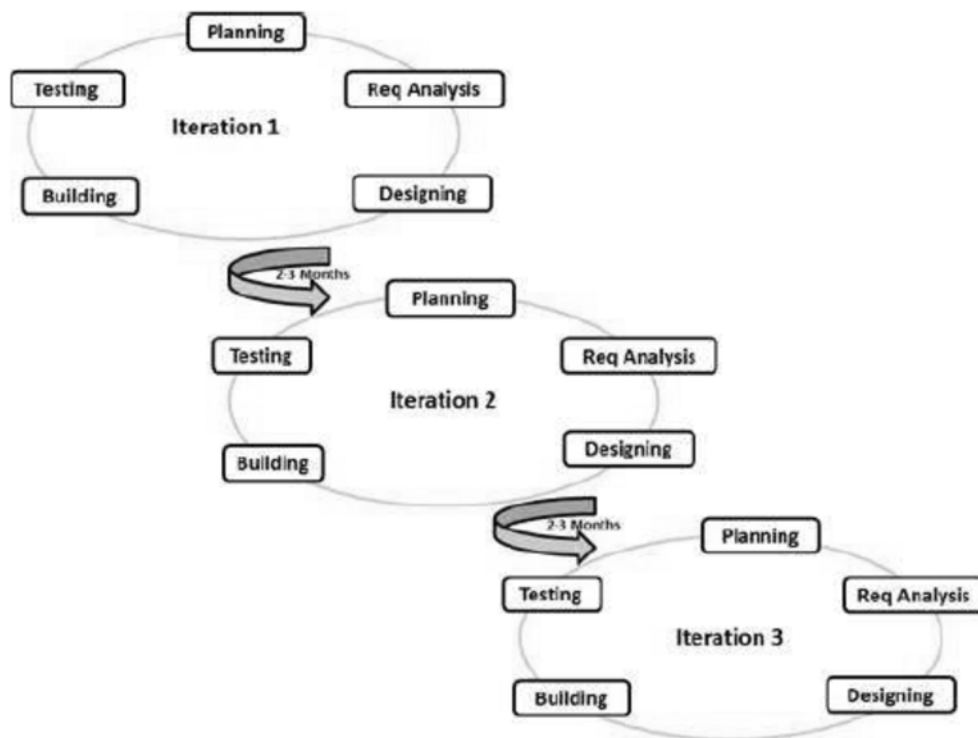 Planning
Testing
Req Analysis
Iteration 1
Building
Designing
2-3 Months
Planning
Testing
Req Analysis
Iteration 2
Building
Designing
2-3 Months
Planning
Testing
Req Analysis
Iteration 3
Building
Designing